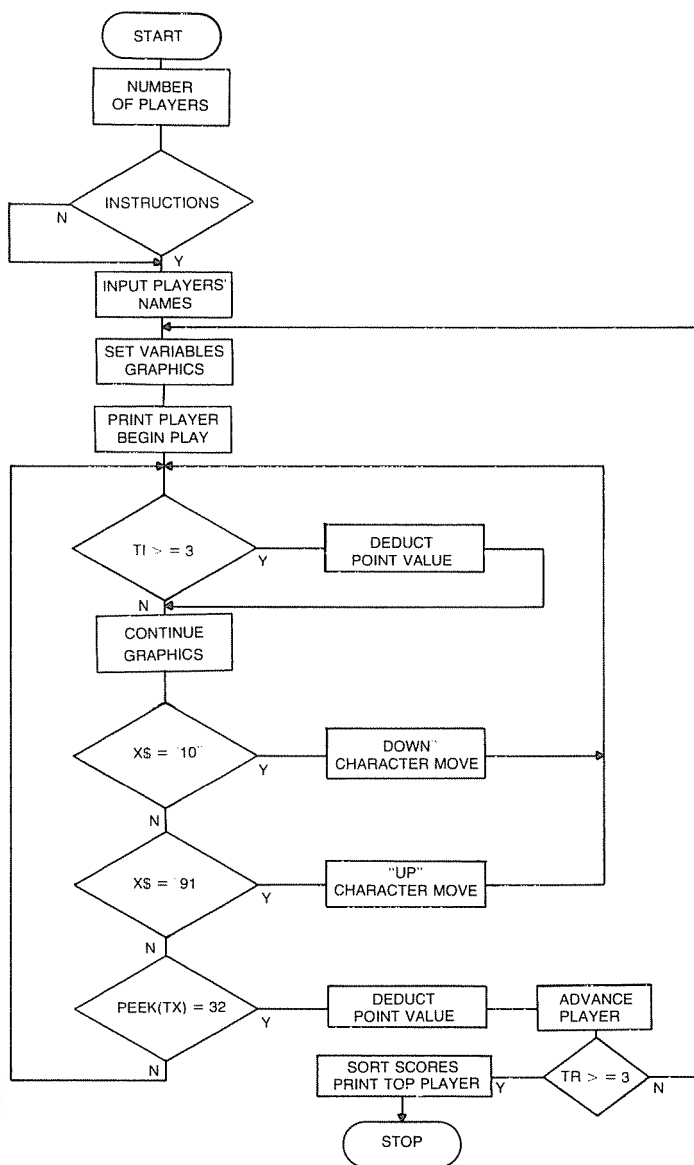 START
NUMBER
OF PLAYERS
INSTRUCTIONS
N
Y
INPUT PLAYERS'
NAMES
SET VARIABLES
GRAPHICS
PRINT PLAYER
BEGIN PLAY
TI > = 3
Y
DEDUCT
POINT VALUE
N
CONTINUE
GRAPHICS
X$ = "10"
Y
DOWN"
CHARACTER MOVE
N
X$ = "91
Y
"UP"
CHARACTER MOVE
N
PEEK(TX) = 32
Y
DEDUCT
POINT VALUE
ADVANCE
PLAYER
N
SORT SCORES
PRINT TOP PLAYER
Y
TR > = 3
N
STOP